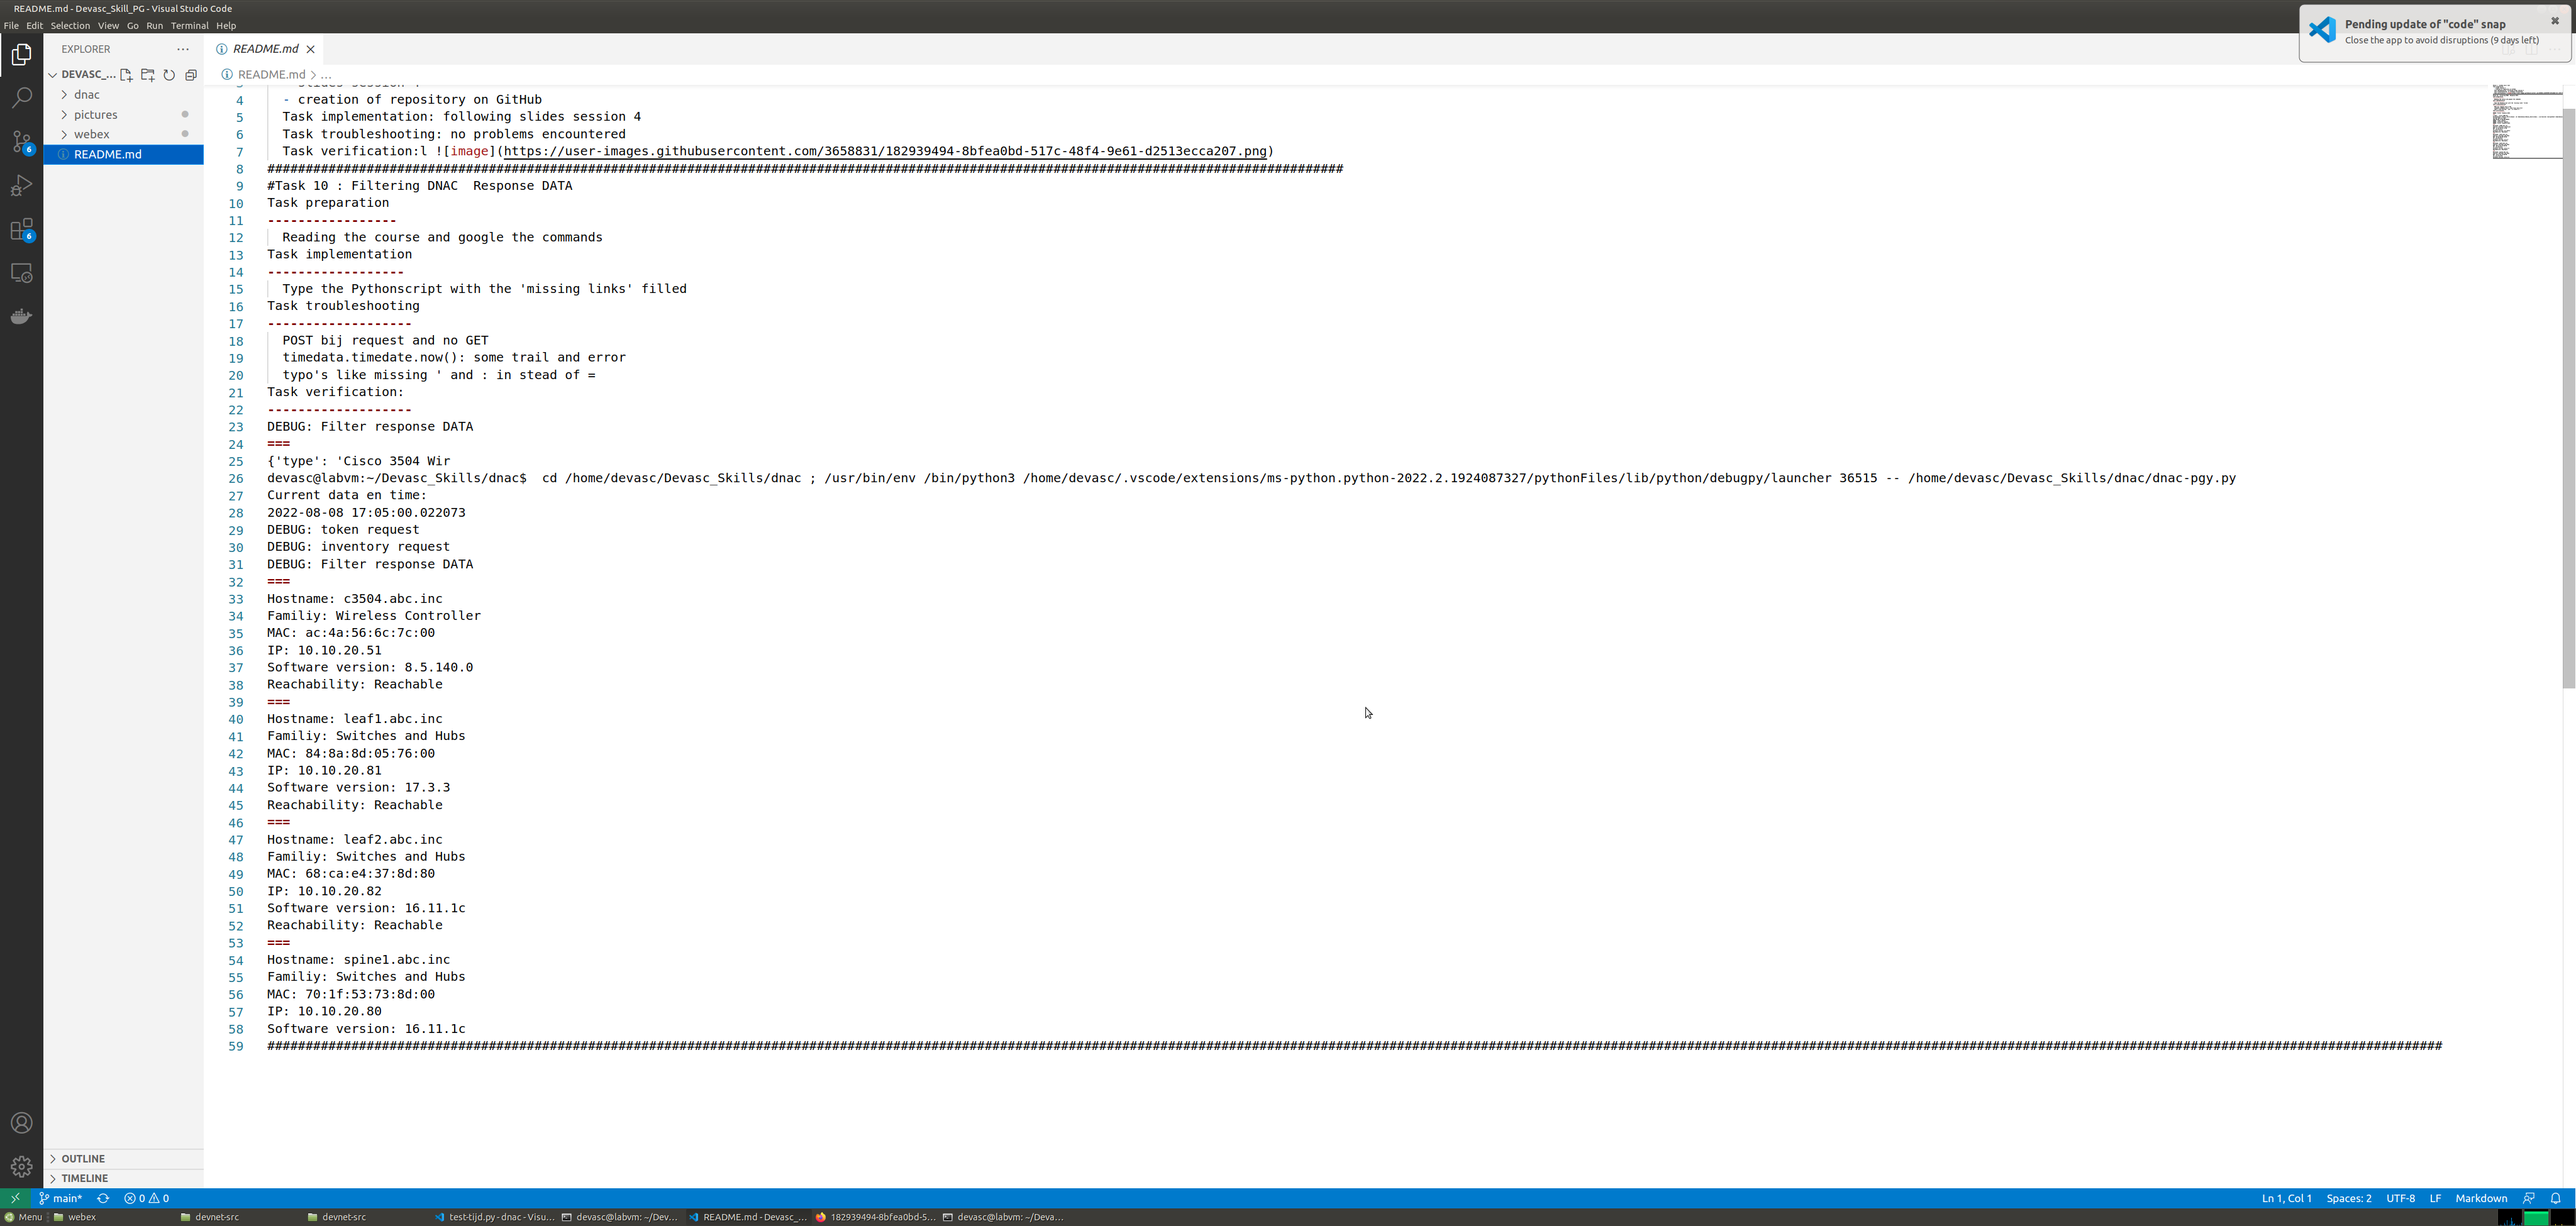 README.md - Devasc_Skill_PG - Visual Studio Code
File Edit Selection View Go Run Terminal Help
Pending update of "code" snap
Close the app to avoid disruptions (9 days left)
EXPLORER
README.md
DEVASC_...
README.md > ...
dnac
pictures
webex
README.md
6
6
4 - creation of repository on GitHub
5 Task implementation: following slides session 4
6 Task troubleshooting: no problems encountered
7 Task verification:l ![image](https://user-images.githubusercontent.com/3658831/182939494-8bfea0bd-517c-48f4-9e61-d2513ecca207.png)
8 #############################################################################################################################################
9 #Task 10 : Filtering DNAC  Response DATA
10 Task preparation
11 -----------------
12 Reading the course and google the commands
13 Task implementation
14 ------------------
15 Type the Pythonscript with the 'missing links' filled
16 Task troubleshooting
17 -------------------
18 POST bij request and no GET
19 timedata.timedate.now(): some trail and error
20 typo's like missing ' and : in stead of =
21 Task verification:
22 -------------------
23 DEBUG: Filter response DATA
24 ===
25 {'type': 'Cisco 3504 Wir
26 devasc@labvm:~/Devasc_Skills/dnac$  cd /home/devasc/Devasc_Skills/dnac ; /usr/bin/env /bin/python3 /home/devasc/.vscode/extensions/ms-python.python-2022.2.1924087327/pythonFiles/lib/python/debugpy/launcher 36515 -- /home/devasc/Devasc_Skills/dnac/dnac-pgy.py
27 Current data en time:
28 2022-08-08 17:05:00.022073
29 DEBUG: token request
30 DEBUG: inventory request
31 DEBUG: Filter response DATA
32 ===
33 Hostname: c3504.abc.inc
34 Familiy: Wireless Controller
35 MAC: ac:4a:56:6c:7c:00
36 IP: 10.10.20.51
37 Software version: 8.5.140.0
38 Reachability: Reachable
39 ===
40 Hostname: leaf1.abc.inc
41 Familiy: Switches and Hubs
42 MAC: 84:8a:8d:05:76:00
43 IP: 10.10.20.81
44 Software version: 17.3.3
45 Reachability: Reachable
46 ===
47 Hostname: leaf2.abc.inc
48 Familiy: Switches and Hubs
49 MAC: 68:ca:e4:37:8d:80
50 IP: 10.10.20.82
51 Software version: 16.11.1c
52 Reachability: Reachable
53 ===
54 Hostname: spine1.abc.inc
55 Familiy: Switches and Hubs
56 MAC: 70:1f:53:73:8d:00
57 IP: 10.10.20.80
58 Software version: 16.11.1c
59 #############################################################################################################################################################################################################################################################################################
OUTLINE
TIMELINE
main* 0 0 Ln 1, Col 1 Spaces: 2 UTF-8 LF Markdown
Menu webex devnet-src devnet-src test-tijd.py - dnac - Visu... devasc@labvm: ~/Dev... README.md - Devasc_... 182939494-8bfea0bd-5... devasc@labvm: ~/Deva...